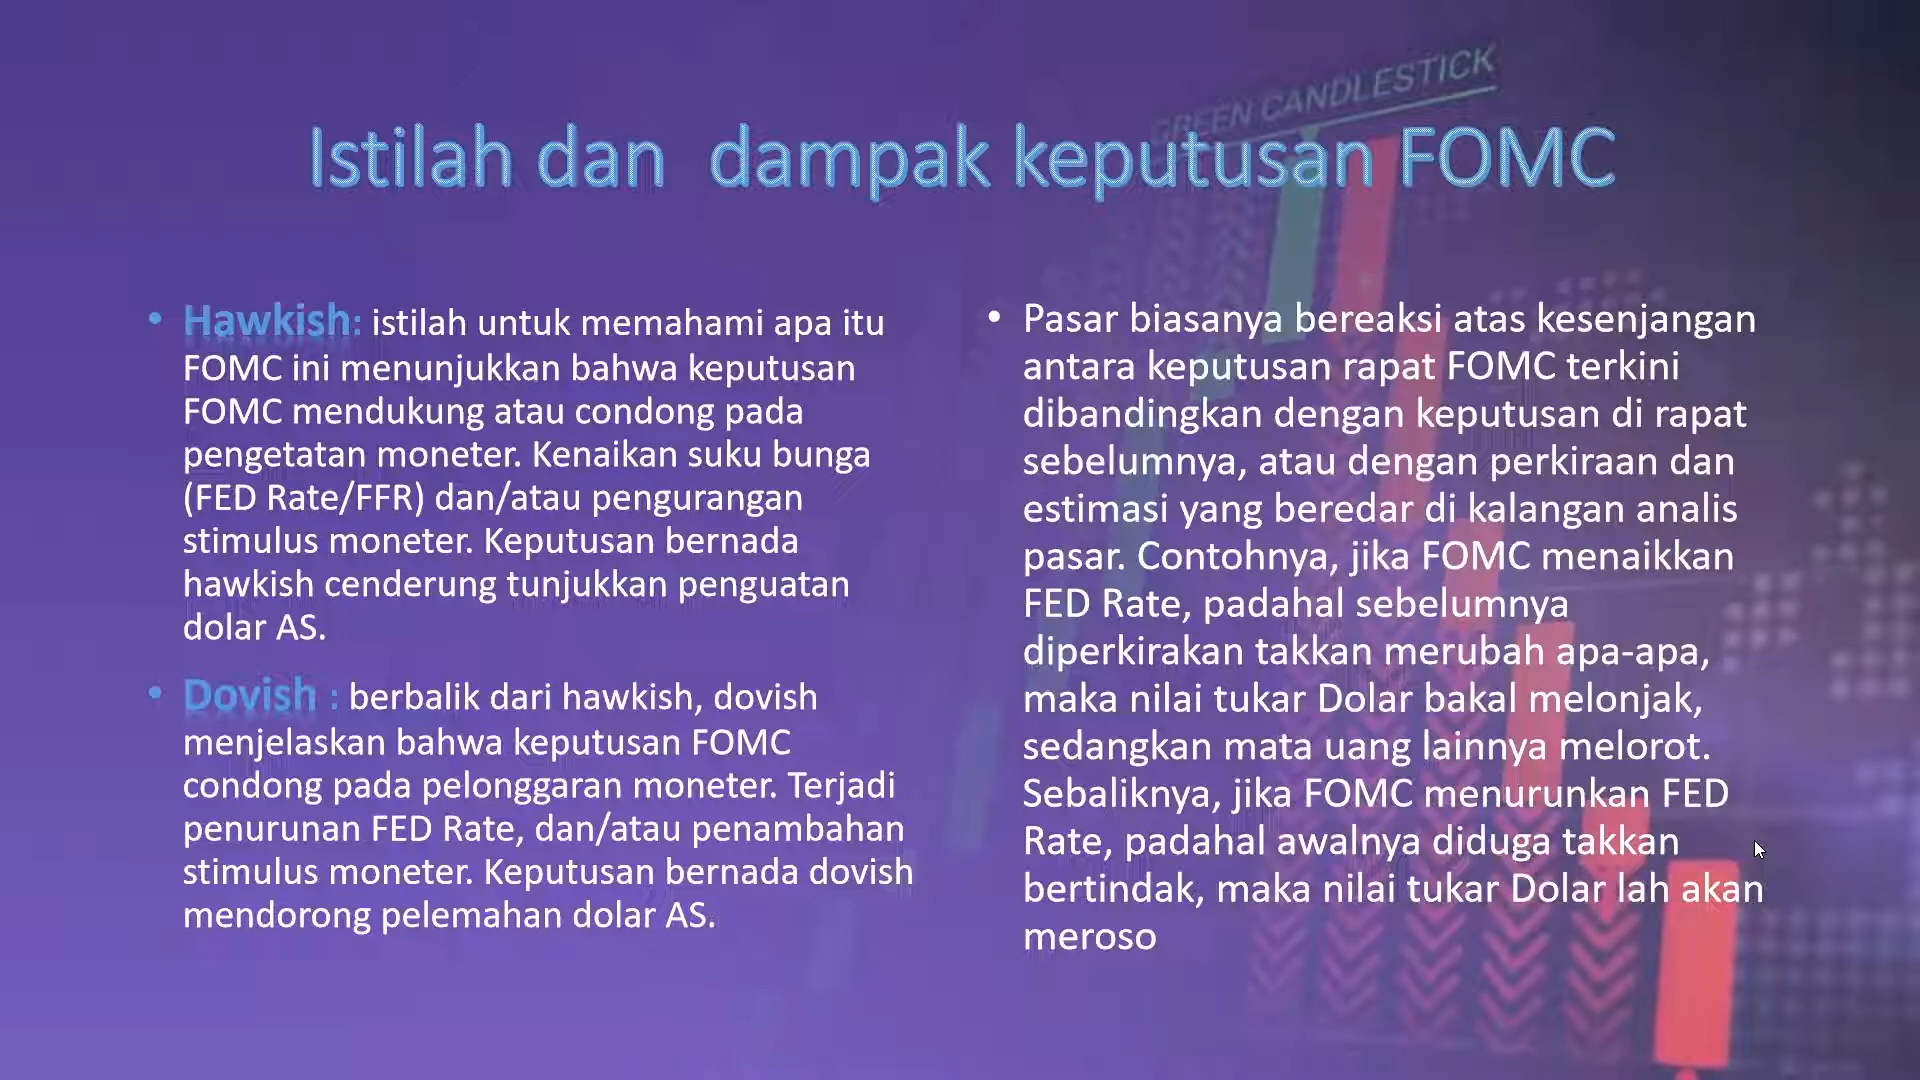 GREEN CANDLESTICK
Istilah dan dampak keputusan FOMC
• Hawkish: istilah untuk memahami apa itu
FOMC ini menunjukkan bahwa keputusan
FOMC mendukung atau condong pada
pengetatan moneter. Kenaikan suku bunga
(FED Rate/FFR) dan/atau pengurangan
stimulus moneter. Keputusan bernada
hawkish cenderung tunjukkan penguatan
dolar AS.
• Dovish : berbalik dari hawkish, dovish
menjelaskan bahwa keputusan FOMC
condong pada pelonggaran moneter. Terjadi
penurunan FED Rate, dan/atau penambahan
stimulus moneter. Keputusan bernada dovish
mendorong pelemahan dolar AS.
• Pasar biasanya bereaksi atas kesenjangan
antara keputusan rapat FOMC terkini
dibandingkan dengan keputusan di rapat
sebelumnya, atau dengan perkiraan dan
estimasi yang beredar di kalangan analis
pasar. Contohnya, jika FOMC menaikkan
FED Rate, padahal sebelumnya
diperkirakan takkan merubah apa-apa,
maka nilai tukar Dolar bakal melonjak,
sedangkan mata uang lainnya melorot.
Sebaliknya, jika FOMC menurunkan FED
Rate, padahal awalnya diduga takkan
bertindak, maka nilai tukar Dolar lah akan
meroso